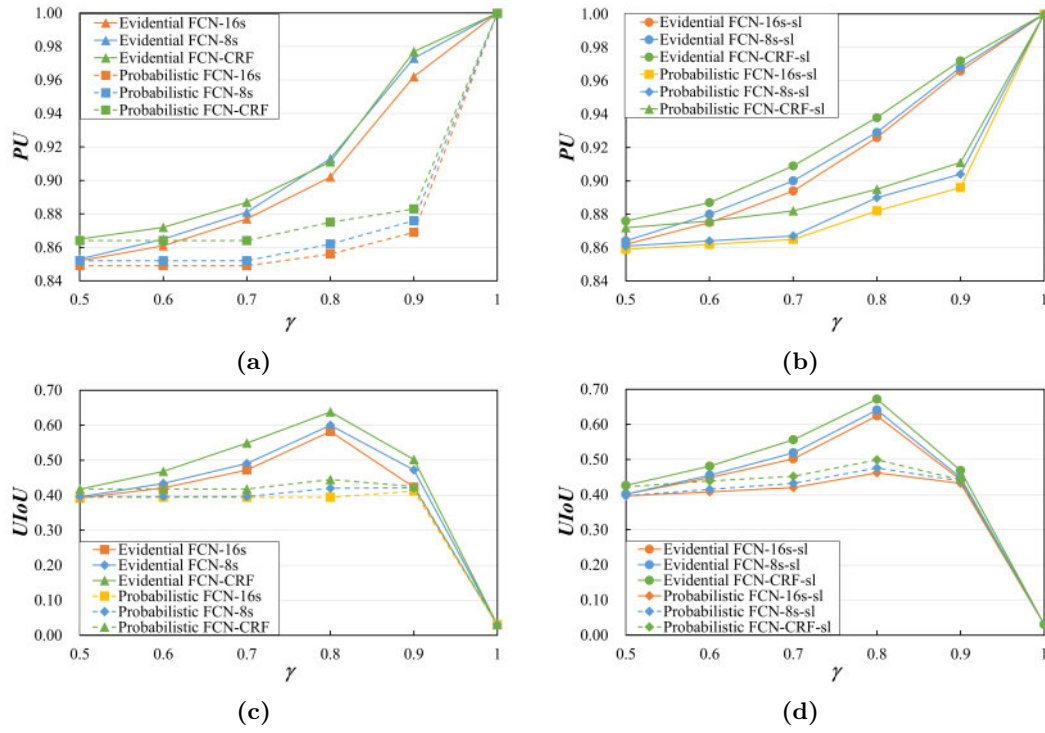 1.00
0.98
0.96
0.94
0.92
0.90
0.88
0.86
0.84
PU
Evidential FCN-16s
Evidential FCN-8s
Evidential FCN-CRF
Probabilistic FCN-16s
Probabilistic FCN-8s
Probabilistic FCN-CRF
0.5 0.6 0.7 0.8 0.9 1
γ
(a)
1.00
0.98
0.96
0.94
0.92
0.90
0.88
0.86
0.84
PU
Evidential FCN-16s-sl
Evidential FCN-8s-sl
Evidential FCN-CRF-sl
Probabilistic FCN-16s-sl
Probabilistic FCN-8s-sl
Probabilistic FCN-CRF-sl
0.5 0.6 0.7 0.8 0.9 1
γ
(b)
0.70
0.60
0.50
0.40
0.30
0.20
0.10
0.00
UIoU
Evidential FCN-16s
Evidential FCN-8s
Evidential FCN-CRF
Probabilistic FCN-16s
Probabilistic FCN-8s
Probabilistic FCN-CRF
0.5 0.6 0.7 0.8 0.9 1
γ
(c)
0.70
0.60
0.50
0.40
0.30
0.20
0.10
0.00
UIoU
Evidential FCN-16s-sl
Evidential FCN-8s-sl
Evidential FCN-CRF-sl
Probabilistic FCN-16s-sl
Probabilistic FCN-8s-sl
Probabilistic FCN-CRF-sl
0.5 0.6 0.7 0.8 0.9 1
γ
(d)